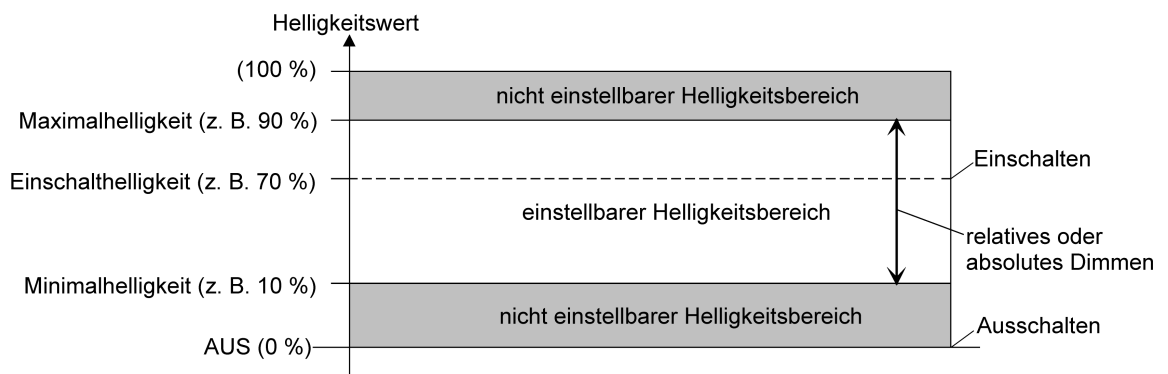 Helligkeitswert
(100 %)
nicht einstellbarer Helligkeitsbereich
Maximalhelligkeit (z. B. 90 %)
Einschalten
Einschalthelligkeit (z. B. 70 %)
einstellbarer Helligkeitsbereich
relatives oder
absolutes Dimmen
Minimalhelligkeit (z. B. 10 %)
nicht einstellbarer Helligkeitsbereich
Ausschalten
AUS (0 %)